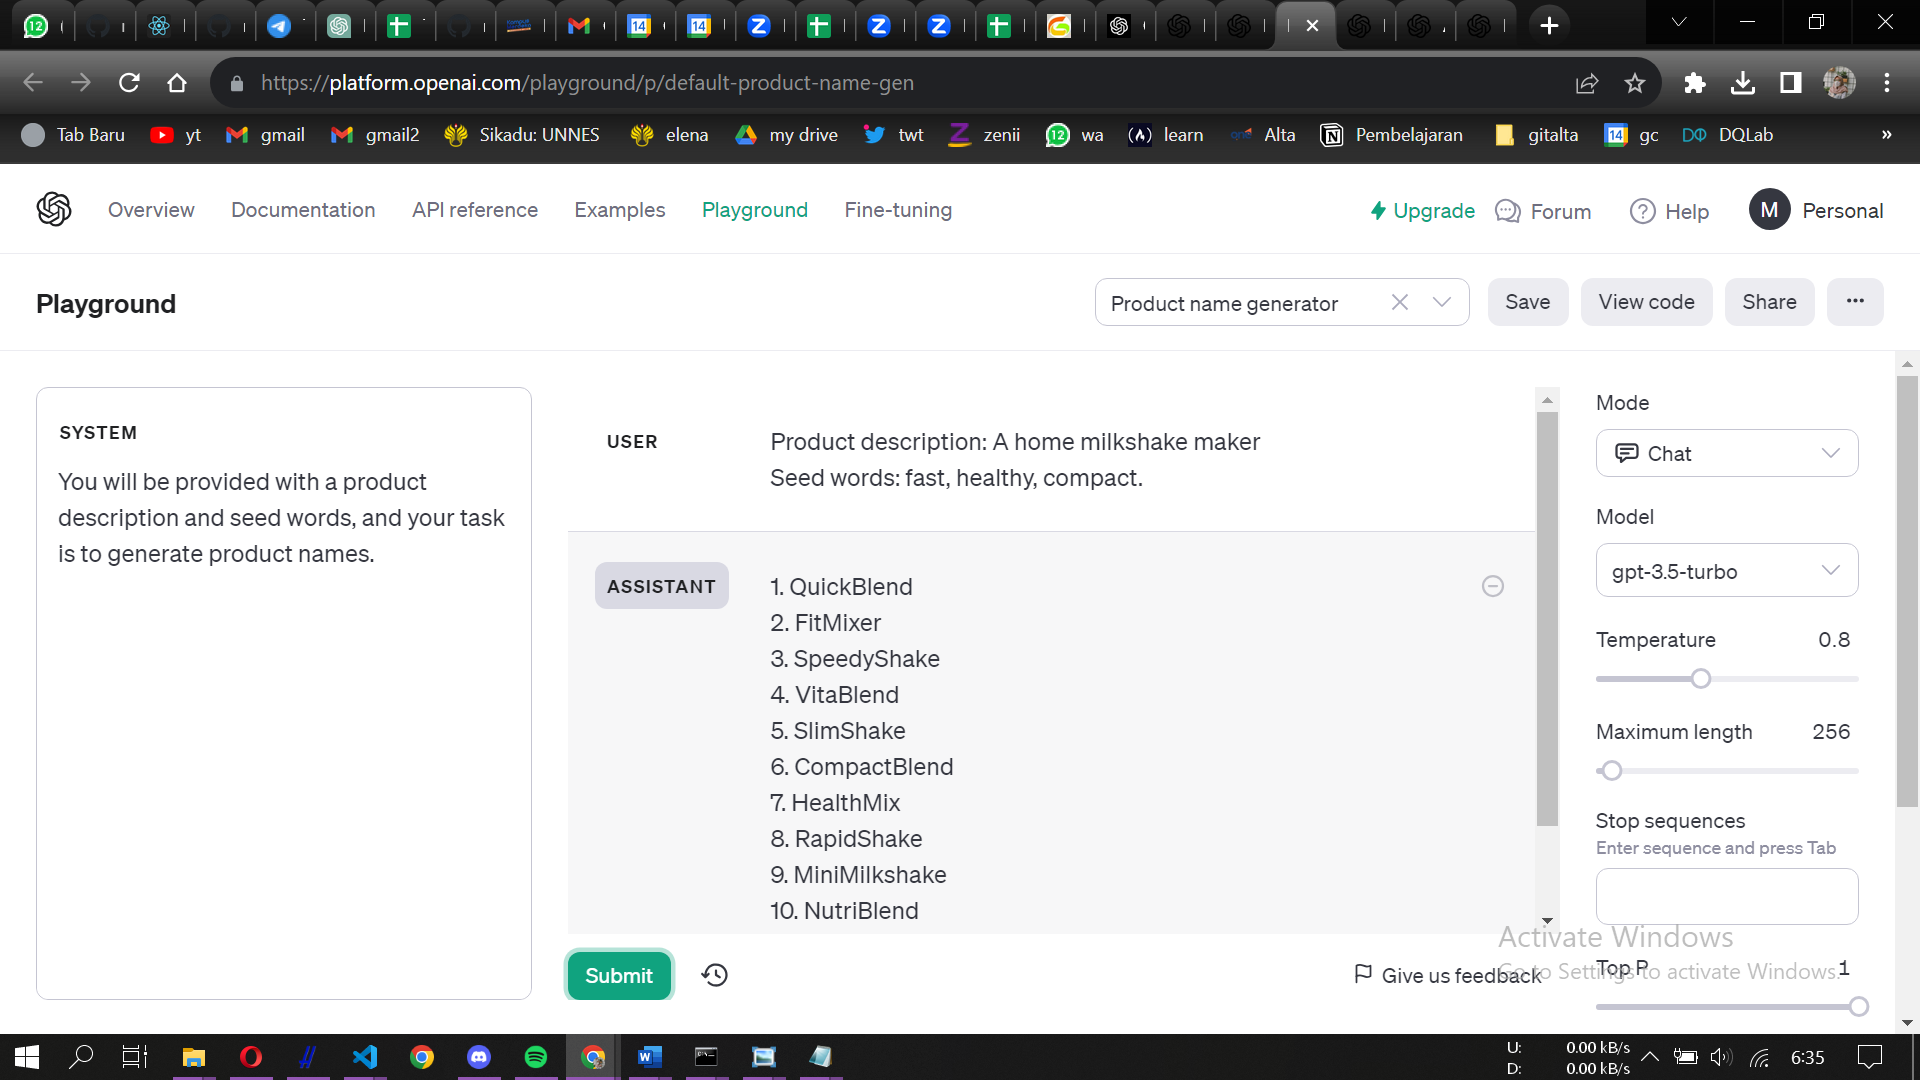 https://platform.openai.com/playground/p/default-product-name-gen
Tab Baru yt gmail gmail2 Sikadu: UNNES elena my drive twt zenii wa learn Alta Pembelajaran gitalta gc DQLab »
Overview Documentation API reference Examples Playground Fine-tuning Upgrade Forum Help M Personal
Playground
Product name generator
Save View code Share ...
SYSTEM
You will be provided with a product
description and seed words, and your task
is to generate product names.
USER
Product description: A home milkshake maker
Seed words: fast, healthy, compact.
ASSISTANT
1. QuickBlend
2. FitMixer
3. SpeedyShake
4. VitaBlend
5. SlimShake
6. CompactBlend
7. HealthMix
8. RapidShake
9. MiniMilkshake
10. NutriBlend
Submit
Give us feedback
Mode
Chat
Model
gpt-3.5-turbo
Temperature 0.8
Maximum length 256
Stop sequences
Enter sequence and press Tab
Top P 1
Activate Windows
Go to Settings to activate Windows.
U: 0.00 kB/s
D: 0.00 kB/s
6:35